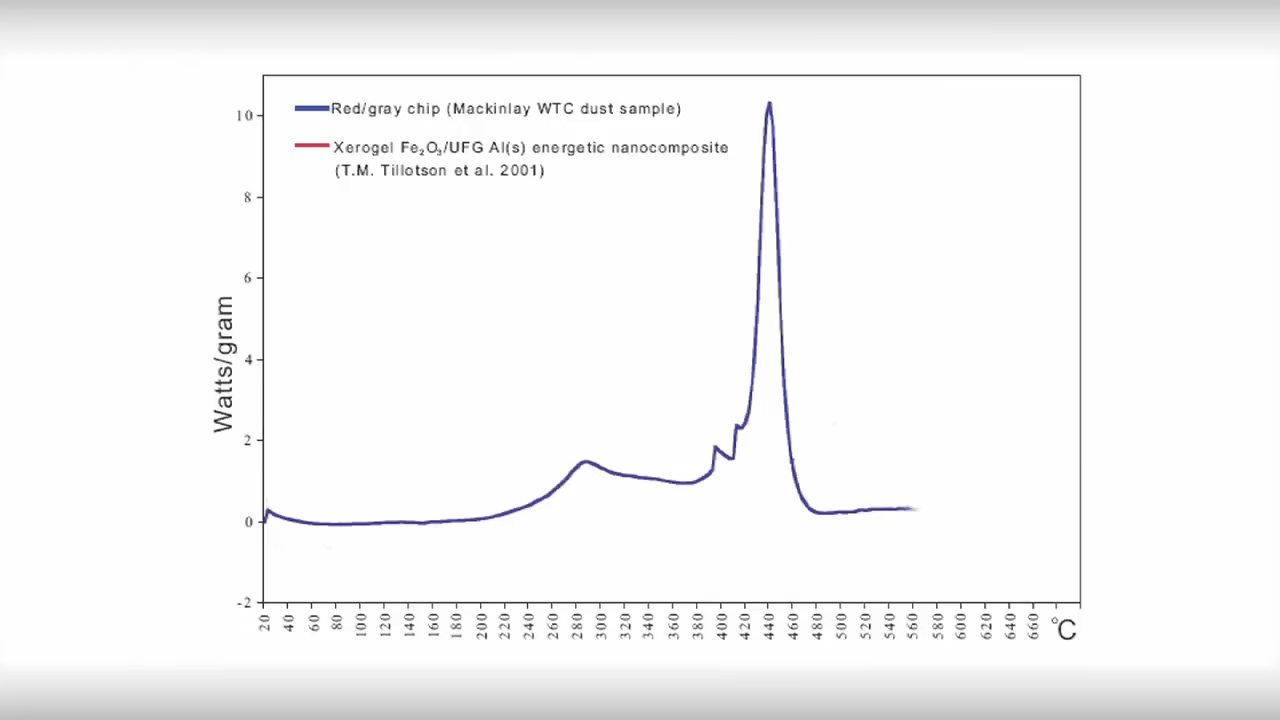 Red/gray chip (Mackinlay WTC dust sample)
Xerogel Fe₂O₃/UFG Al(s) energetic nanocomposite
(T.M. Tillotson et al. 2001)
10
8
6
4
2
0
-2
Watts/gram
20 40 60 80 100 120 140 160 180 200 220 240 260 280 300 320 340 360 380 400 420 440 460 480 500 520 540 560 580 600 620 640 660 °C